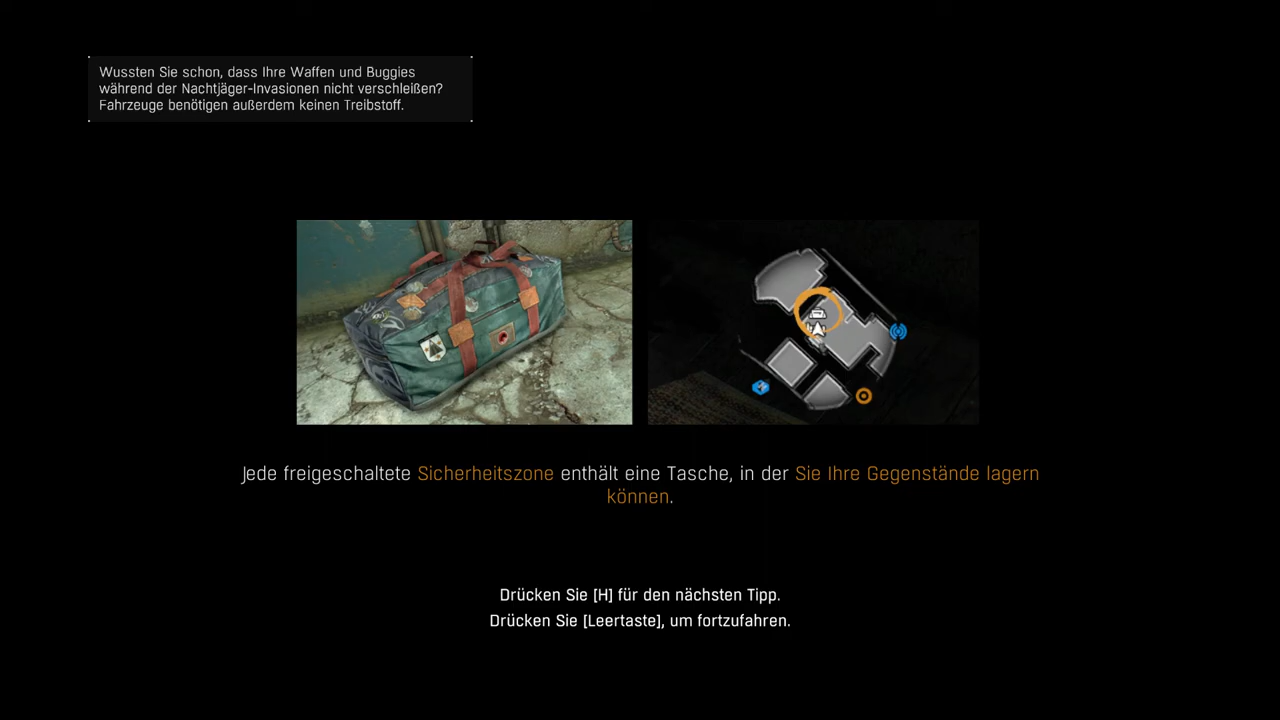 Wussten Sie schon, dass Ihre Waffen und Buggies
während der Nachtjäger-Invasionen nicht verschleißen?
Fahrzeuge benötigen außerdem keinen Treibstoff.
Jede freigeschaltete Sicherheitszone enthält eine Tasche, in der Sie Ihre Gegenstände lagern
können.
Drücken Sie [H] für den nächsten Tipp.
Drücken Sie [Leertaste], um fortzufahren.